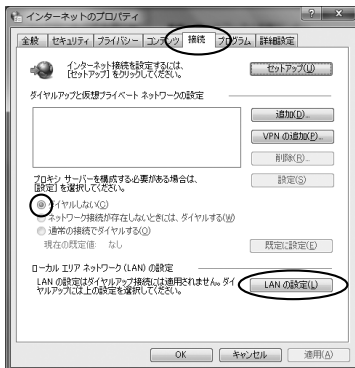 インターネットのプロパティ
全般 セキュリティ プライバシー コンテンツ 接続 プログラム 詳細設定
インターネット接続を設定するには、
[セットアップ] をクリックしてください。
セットアップ(U)
ダイヤルアップと仮想プライベート ネットワークの設定
追加(D)...
VPN の追加(P)...
削除(R)...
プロキシ サーバーを構成する必要がある場合は、
[設定] を選択してください。
設定(S)
ダイヤルしない(C)
ネットワーク接続が存在しないときには、ダイヤルする(W)
通常の接続でダイヤルする(O)
現在の既定値: なし
既定に設定(E)
ローカル エリア ネットワーク (LAN) の設定
LAN の設定はダイヤルアップ接続には適用されません。ダイ
ヤルアップには上の設定を選択してください。
LAN の設定(L)
OK キャンセル 適用(A)